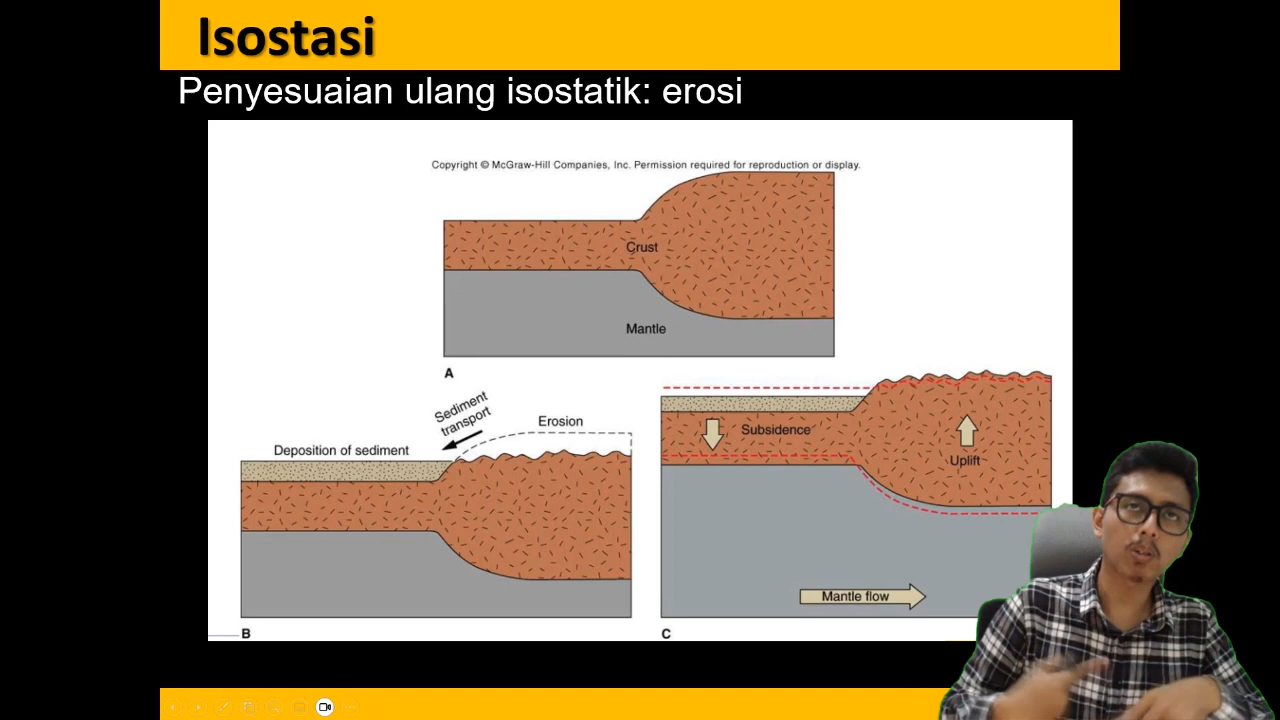 Isostasi
Penyesuaian ulang isostatik: erosi
Copyright © McGraw-Hill Companies, Inc. Permission required for reproduction or display.
Crust
Mantle
A
Sediment
transport
Erosion
Deposition of sediment
B
Subsidence
Uplift
Mantle flow
C